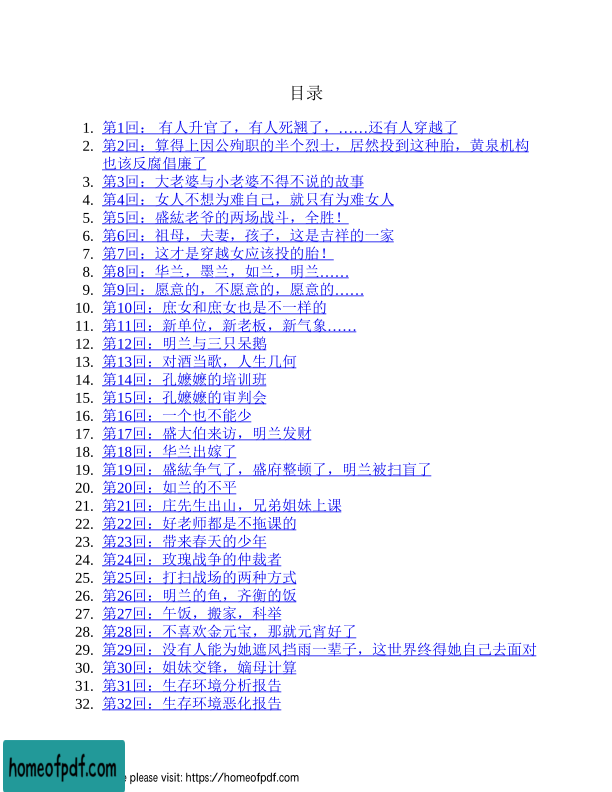 目录
1. 第1回： 有人升官了，有人死翘了，……还有人穿越了
2. 第2回：算得上因公殉职的半个烈士，居然投到这种胎，黄泉机构
也该反腐倡廉了
3. 第3回：大老婆与小老婆不得不说的故事
4. 第4回：女人不想为难自己，就只有为难女人
5. 第5回：盛紘老爷的两场战斗，全胜！
6. 第6回：祖母，夫妻，孩子，这是吉祥的一家
7. 第7回：这才是穿越女应该投的胎！
8. 第8回：华兰，墨兰，如兰，明兰……
9. 第9回：愿意的，不愿意的，愿意的……
10. 第10回：庶女和庶女也是不一样的
11. 第11回：新单位，新老板，新气象……
12. 第12回：明兰与三只呆鹅
13. 第13回：对酒当歌，人生几何
14. 第14回：孔嬷嬷的培训班
15. 第15回：孔嬷嬷的审判会
16. 第16回：一个也不能少
17. 第17回：盛大伯来访，明兰发财
18. 第18回：华兰出嫁了
19. 第19回：盛紘争气了，盛府整顿了，明兰被扫盲了
20. 第20回：如兰的不平
21. 第21回：庄先生出山，兄弟姐妹上课
22. 第22回：好老师都是不拖课的
23. 第23回：带来春天的少年
24. 第24回：玫瑰战争的仲裁者
25. 第25回：打扫战场的两种方式
26. 第26回：明兰的鱼，齐衡的饭
27. 第27回：午饭，搬家，科举
28. 第28回：不喜欢金元宝，那就元宵好了
29. 第29回：没有人能为她遮风挡雨一辈子，这世界终得她自己去面对
30. 第30回：姐妹交锋，嫡母计算
31. 第31回：生存环境分析报告
32. 第32回：生存环境恶化报告
homeofpdf.com
e please visit: https://homeofpdf.com